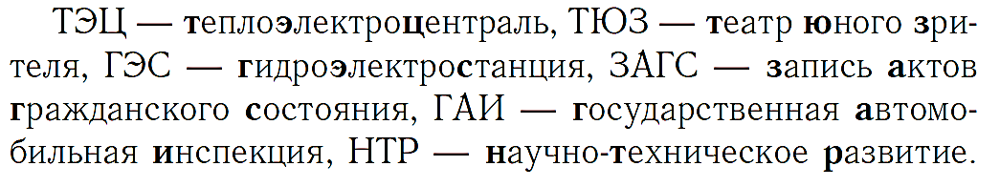 ТЭЦ — теплоэлектроцентраль, ТЮЗ — театр юного зри-
теля, ГЭС — гидроэлектростанция, ЗАГС — запись актов
гражданского состояния, ГАИ — государственная автомо-
бильная инспекция, НТР — научно-техническое развитие.